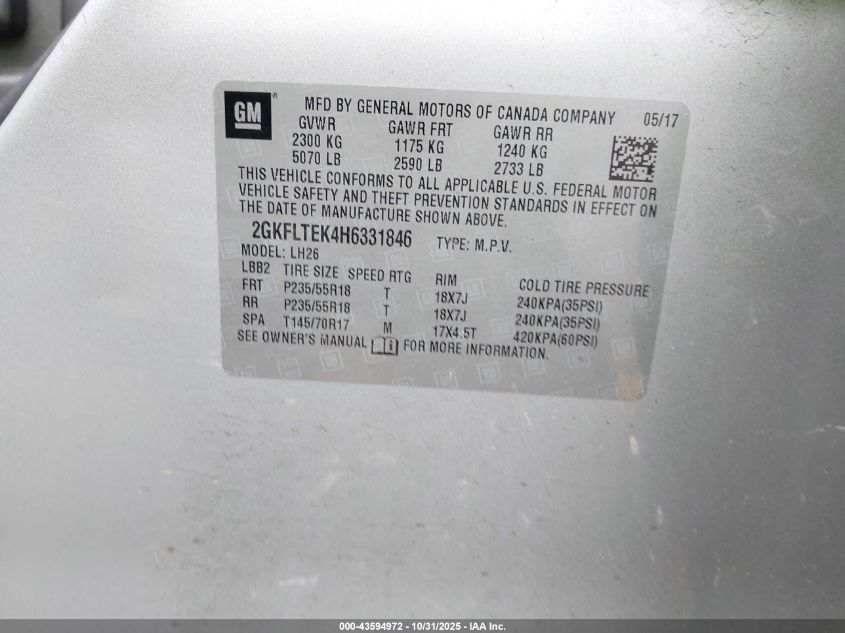 GM
MFD BY GENERAL MOTORS OF CANADA COMPANY 05/17
GVWR GAWR FRT GAWR RR
2300 KG 1175 KG 1240 KG
5070 LB 2590 LB 2733 LB
THIS VEHICLE CONFORMS TO ALL APPLICABLE U.S. FEDERAL MOTOR
VEHICLE SAFETY AND THEFT PREVENTION STANDARDS IN EFFECT ON
THE DATE OF MANUFACTURE SHOWN ABOVE.
2GKFLTEK4H6331846 TYPE: M.P.V.
MODEL: LH26
LBB2 TIRE SIZE SPEED RTG RIM COLD TIRE PRESSURE
FRT P235/55R18 T 18X7J 240KPA(35PSI)
RR P235/55R18 T 18X7J 240KPA(35PSI)
SPA T145/70R17 M 17X4.5T 420KPA(60PSI)
SEE OWNER'S MANUAL FOR MORE INFORMATION.
000-43594972 - 10/31/2025 - IAA Inc.